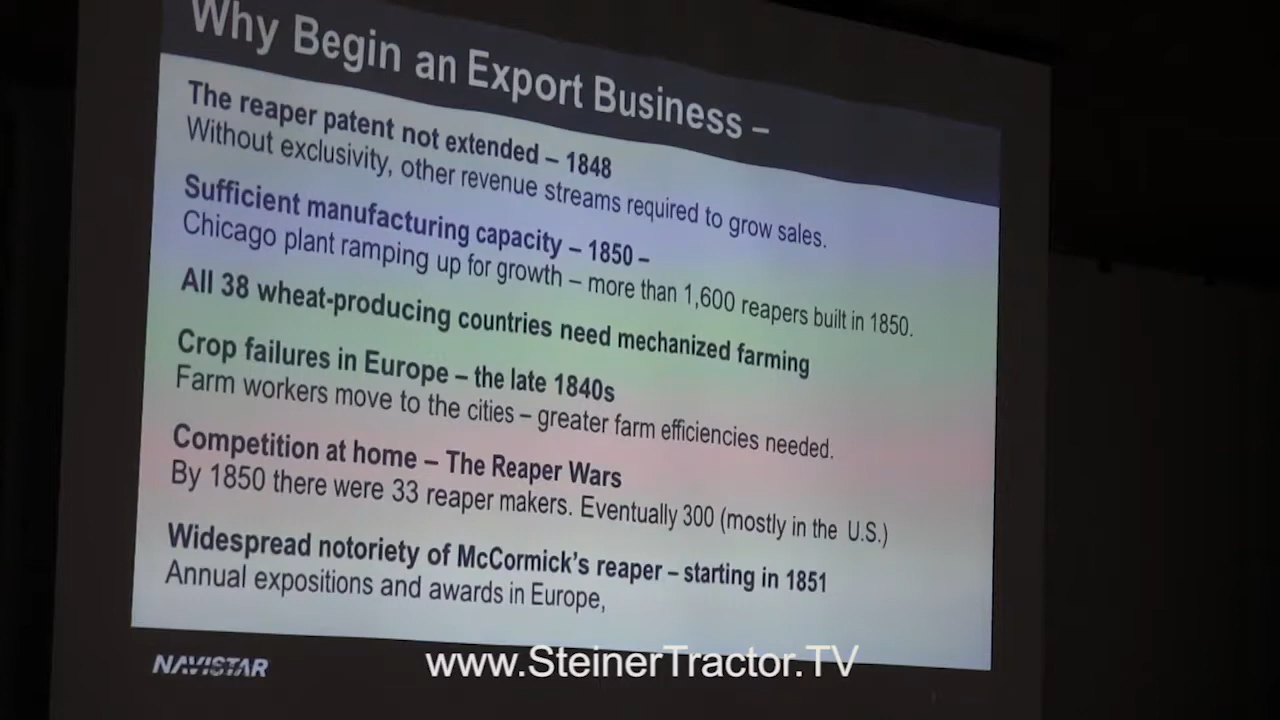 Why Begin an Export Business –
The reaper patent not extended – 1848
Without exclusivity, other revenue streams required to grow sales.
Sufficient manufacturing capacity – 1850 –
Chicago plant ramping up for growth – more than 1,600 reapers built in 1850.
All 38 wheat-producing countries need mechanized farming
Crop failures in Europe – the late 1840s
Farm workers move to the cities – greater farm efficiencies needed.
Competition at home – The Reaper Wars
By 1850 there were 33 reaper makers. Eventually 300 (mostly in the U.S.)
Widespread notoriety of McCormick's reaper – starting in 1851
Annual expositions and awards in Europe,
NAVISTAR
www.SteinerTractor.TV